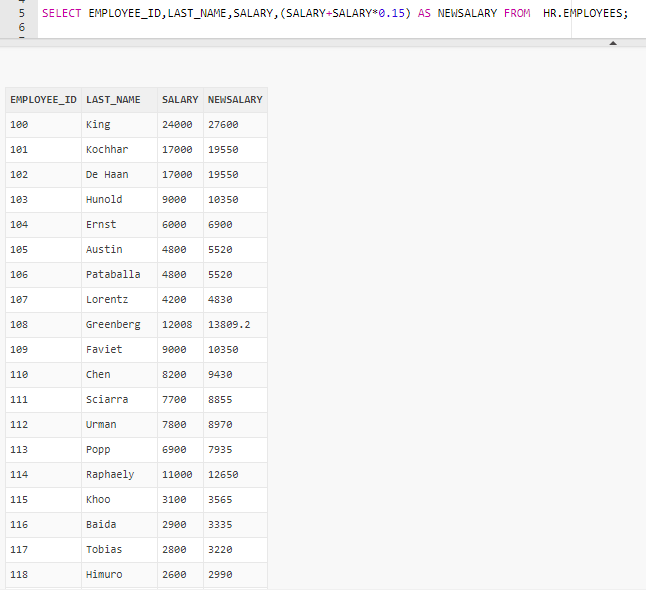 5 SELECT EMPLOYEE_ID,LAST_NAME,SALARY,(SALARY+SALARY*0.15) AS NEWSALARY FROM  HR.EMPLOYEES;
6
EMPLOYEE_ID LAST_NAME SALARY NEWSALARY
100 King 24000 27600
101 Kochhar 17000 19550
102 De Haan 17000 19550
103 Hunold 9000 10350
104 Ernst 6000 6900
105 Austin 4800 5520
106 Pataballa 4800 5520
107 Lorentz 4200 4830
108 Greenberg 12008 13809.2
109 Faviet 9000 10350
110 Chen 8200 9430
111 Sciarra 7700 8855
112 Urman 7800 8970
113 Popp 6900 7935
114 Raphaely 11000 12650
115 Khoo 3100 3565
116 Baida 2900 3335
117 Tobias 2800 3220
118 Himuro 2600 2990